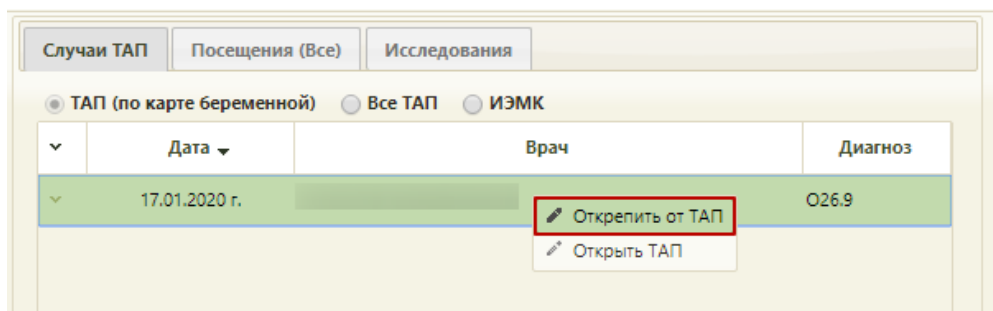 Случаи ТАП Посещения (Все) Исследования
ТАП (по карте беременной) Все ТАП ИЭМК
Дата Врач Диагноз
17.01.2020 г. O26.9
Открепить от ТАП
Открыть ТАП